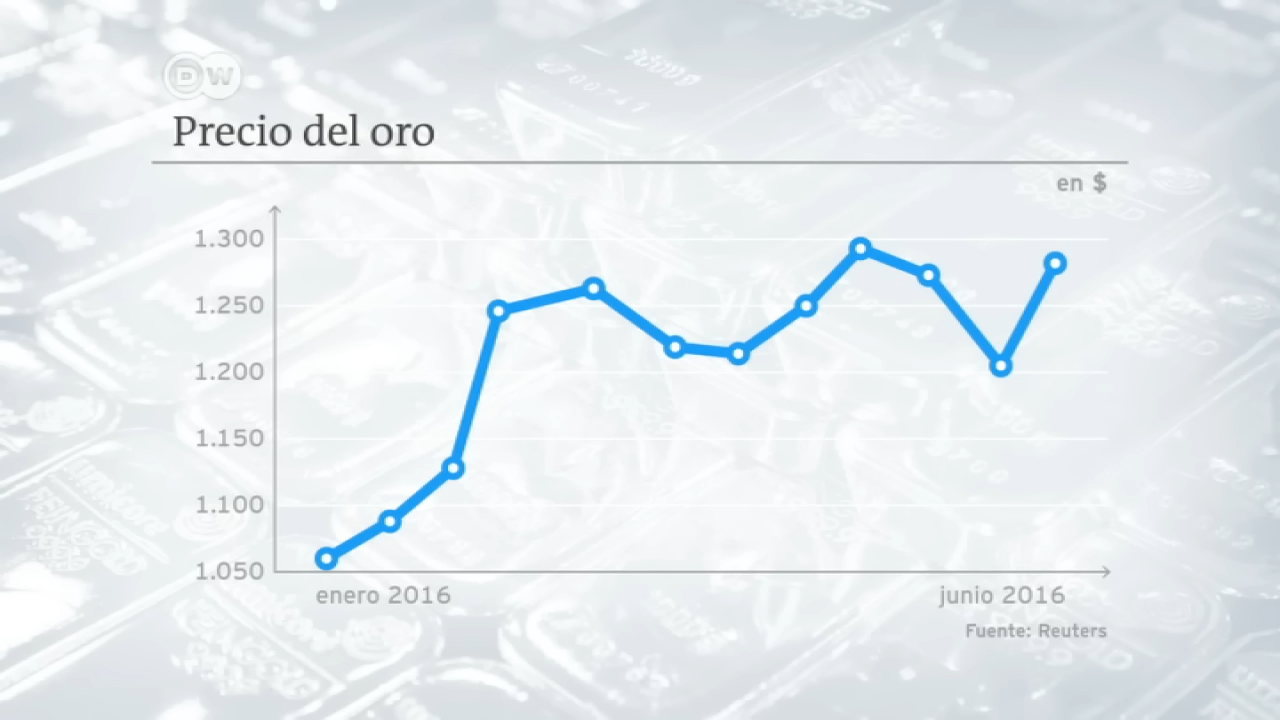 DW
Precio del oro
en $
1.300
1.250
1.200
1.150
1.100
1.050
enero 2016
junio 2016
Fuente: Reuters